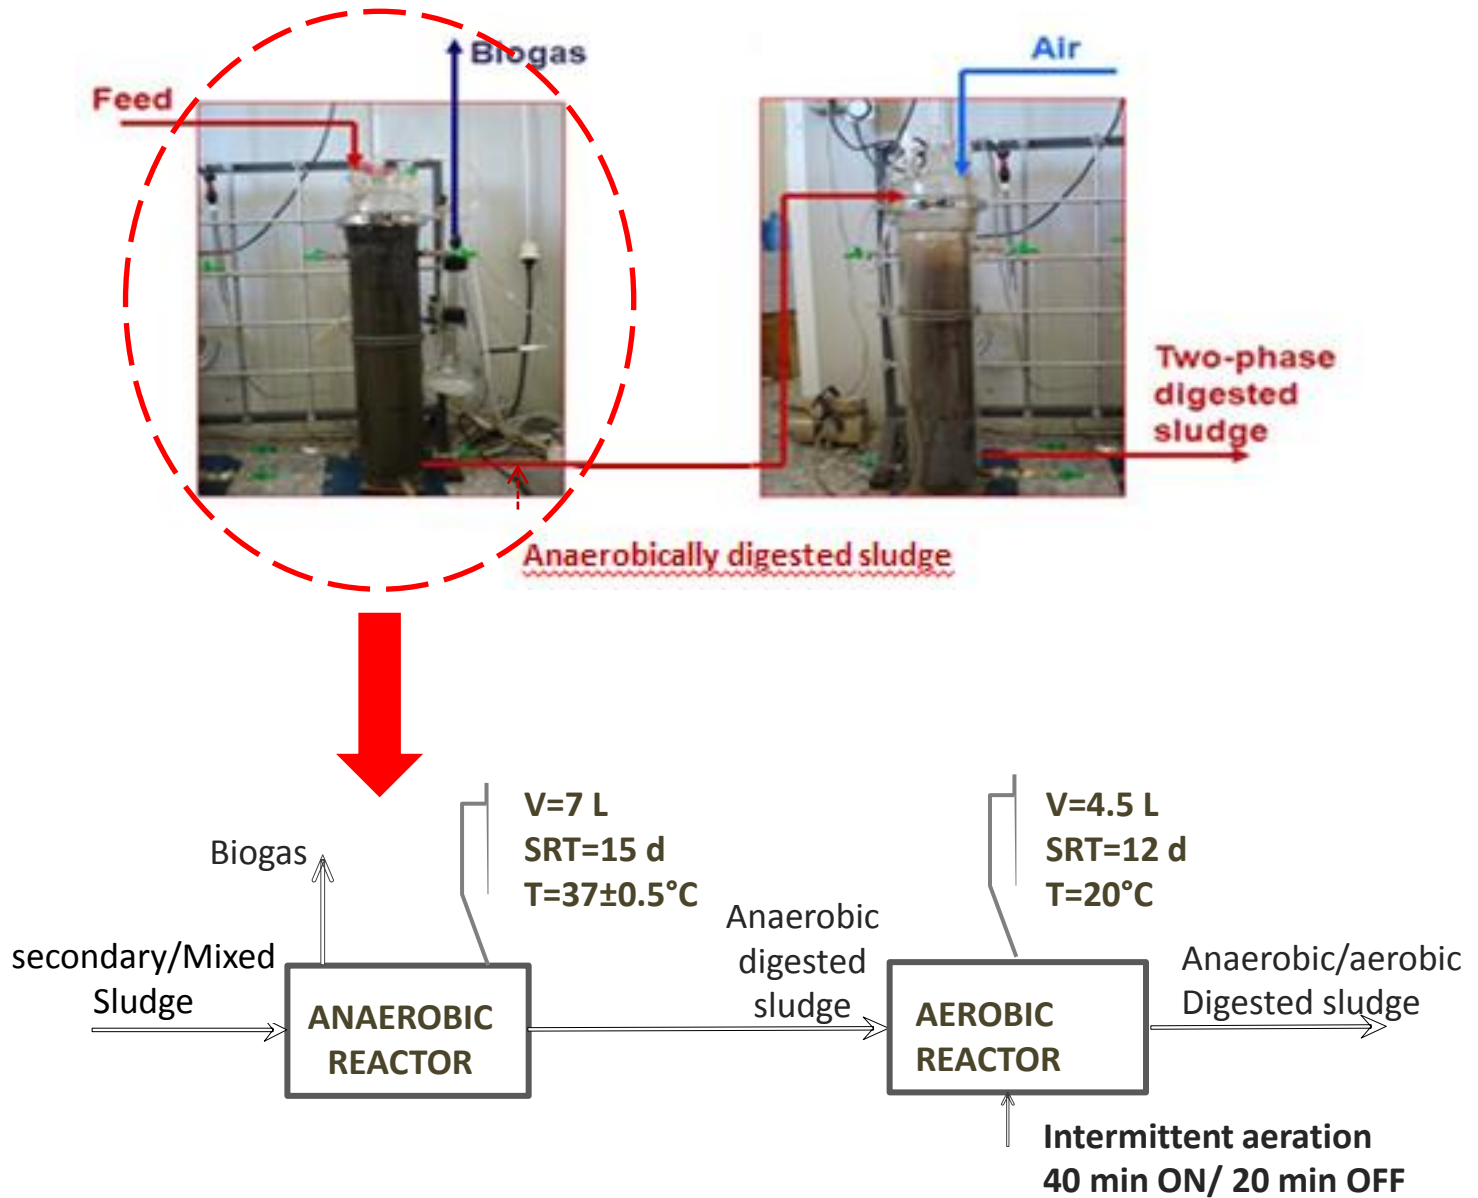 Biogas
Air
Feed
Two-phase
digested
sludge
Anaerobically digested sludge
V=7 L
SRT=15 d
T=37±0.5°C
V=4.5 L
SRT=12 d
T=20°C
Biogas
secondary/Mixed
Sludge
Anaerobic
digested
sludge
Anaerobic/aerobic
Digested sludge
ANAEROBIC
REACTOR
AEROBIC
REACTOR
Intermittent aeration
40 min ON/ 20 min OFF